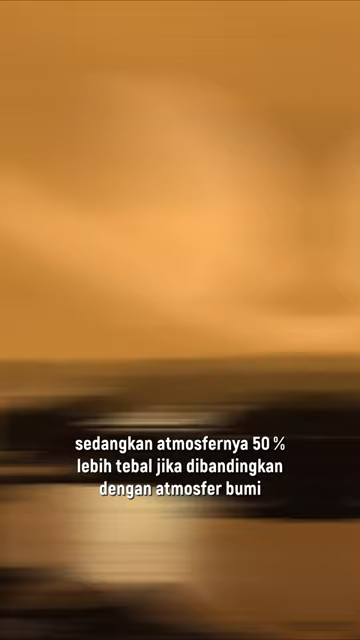 sedangkan atmosfernya 50 %
lebih tebal jika dibandingkan
dengan atmosfer bumi